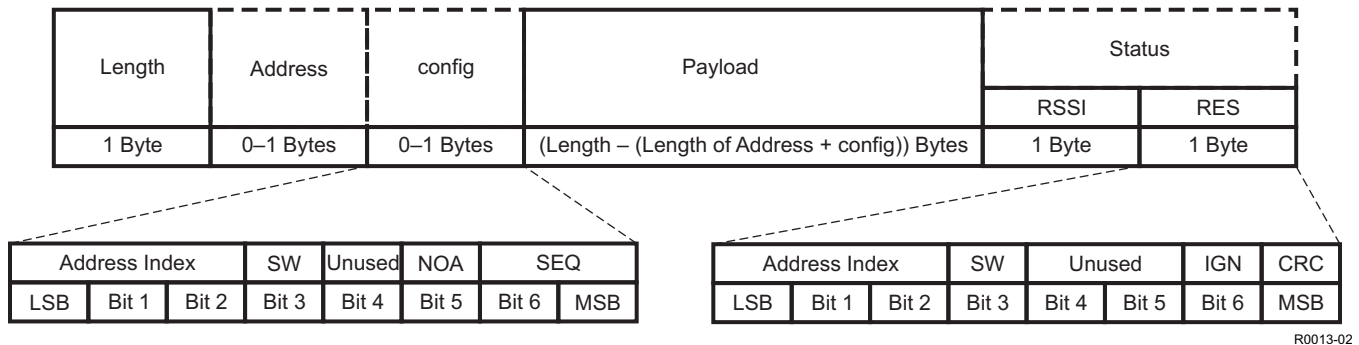 Length Address config Payload Status
RSSI RES
1 Byte 0–1 Bytes 0–1 Bytes (Length – (Length of Address + config)) Bytes 1 Byte 1 Byte
Address Index SW Unused NOA SEQ
LSB Bit 1 Bit 2 Bit 3 Bit 4 Bit 5 Bit 6 MSB
Address Index SW Unused IGN CRC
LSB Bit 1 Bit 2 Bit 3 Bit 4 Bit 5 Bit 6 MSB
R0013-02